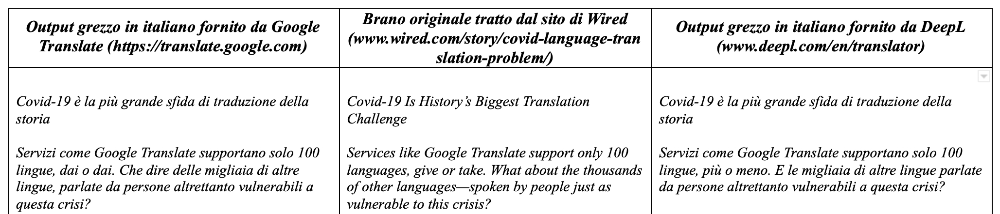 Output grezzo in italiano fornito da Google
Translate (https://translate.google.com)
Brano originale tratto dal sito di Wired
(www.wired.com/story/covid-language-tran
slation-problem/)
Output grezzo in italiano fornito da DeepL
(www.deepl.com/en/translator)
Covid-19 è la più grande sfida di traduzione della
storia
Servizi come Google Translate supportano solo 100
lingue, dai o dai. Che dire delle migliaia di altre
lingue, parlate da persone altrettanto vulnerabili a
questa crisi?
Covid-19 Is History’s Biggest Translation
Challenge
Services like Google Translate support only 100
languages, give or take. What about the thousands
of other languages—spoken by people just as
vulnerable to this crisis?
Covid-19 è la più grande sfida di traduzione della
storia
Servizi come Google Translate supportano solo 100
lingue, più o meno. E le migliaia di altre lingue parlate
da persone altrettanto vulnerabili a questa crisi?